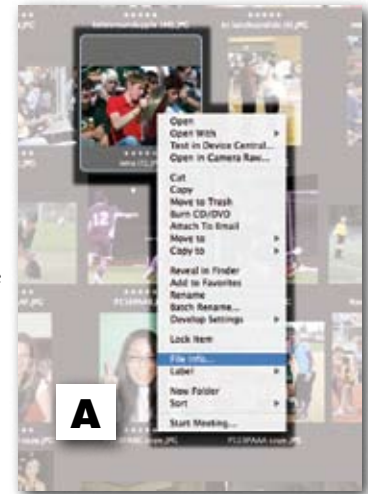 Open
Open With
Test in Device Central...
Open in Camera Raw...
Cut
Copy
Move to Trash
Burn CD/DVD
Attach To Email
Move to
Copy to
Reveal in Finder
Add to Favorites
Rename
Batch Rename...
Develop Settings
Lock Item
File Info...
Label
New Folder
Sort
Start Meeting...
A